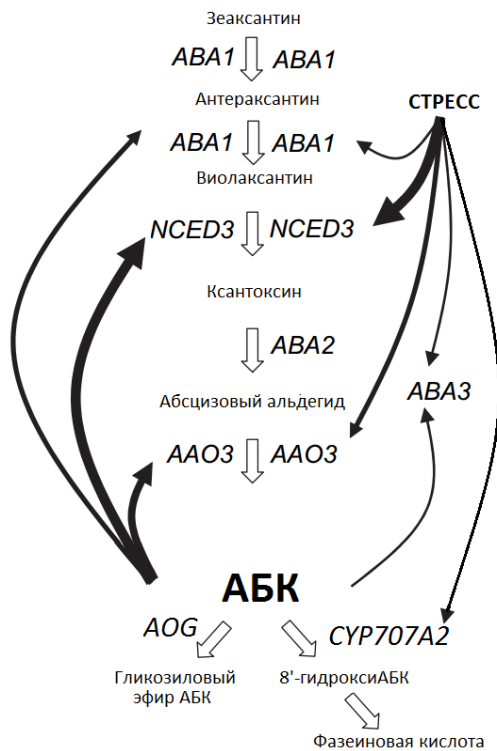 Зеаксантин
ABA1 ABA1
Антераксантин
СТРЕСС
ABA1 ABA1
Виолаксантин
NCED3 NCED3
Ксантоксин
ABA2
Абсцизовый альдегид
ABA3
AAO3 AAO3
АБК
AOG
CYP707A2
Гликозиловый
эфир АБК
8'-гидроксиАБК
Фазеиновая кислота